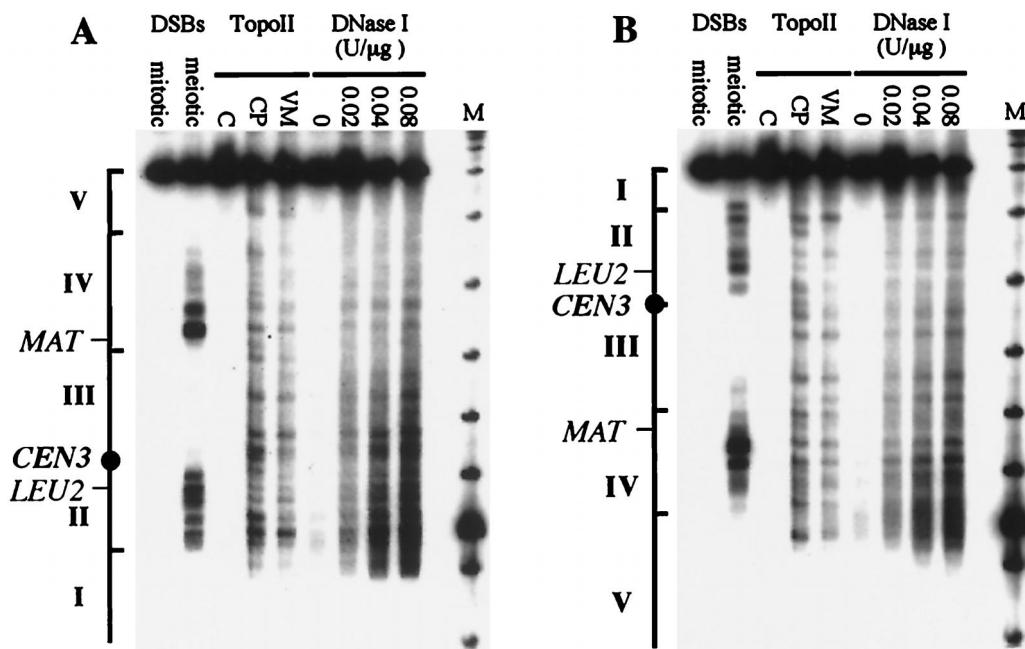 A
DSBs TopoII DNase I
(U/µg )
mitotic meiotic C CP VM 0 0.02 0.04 0.08 M
V
IV
MAT
III
CEN3
LEU2
II
I
B
DSBs TopoII DNase I
(U/µg )
mitotic meiotic C CP VM 0 0.02 0.04 0.08 M
I
II
LEU2
CEN3
III
MAT
IV
V